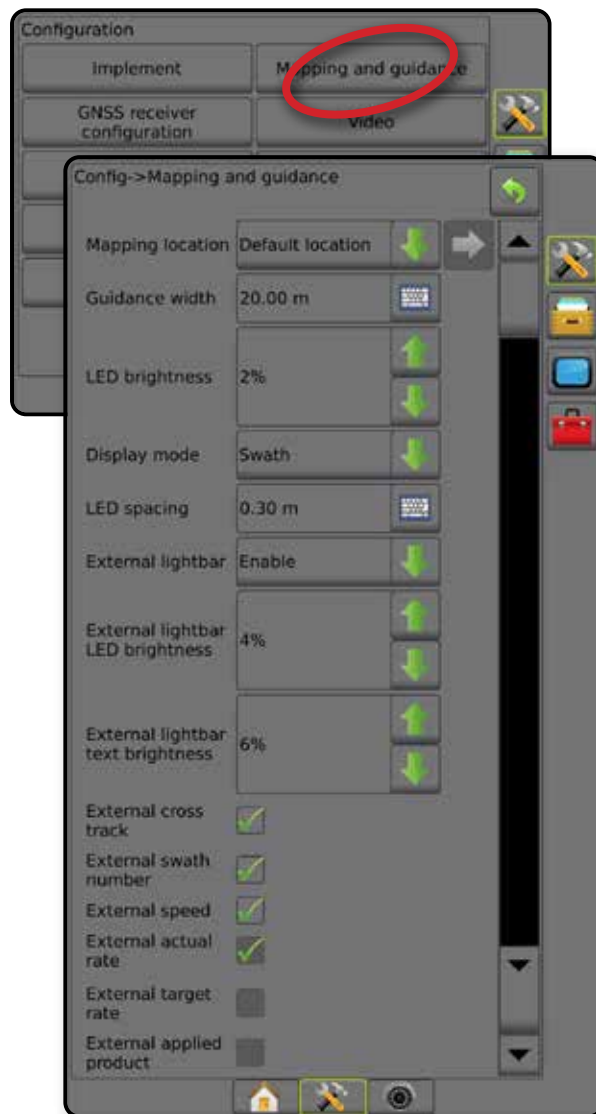 Configuration
Implement
Mapping and guidance
GNSS receiver
configuration
Video
Config->Mapping and guidance
Mapping location
Default location
Guidance width
20.00 m
LED brightness
2%
Display mode
Swath
LED spacing
0.30 m
External lightbar
Enable
External lightbar
LED brightness
4%
External lightbar
text brightness
6%
External cross
track
External swath
number
External speed
External actual
rate
External target
rate
External applied
product